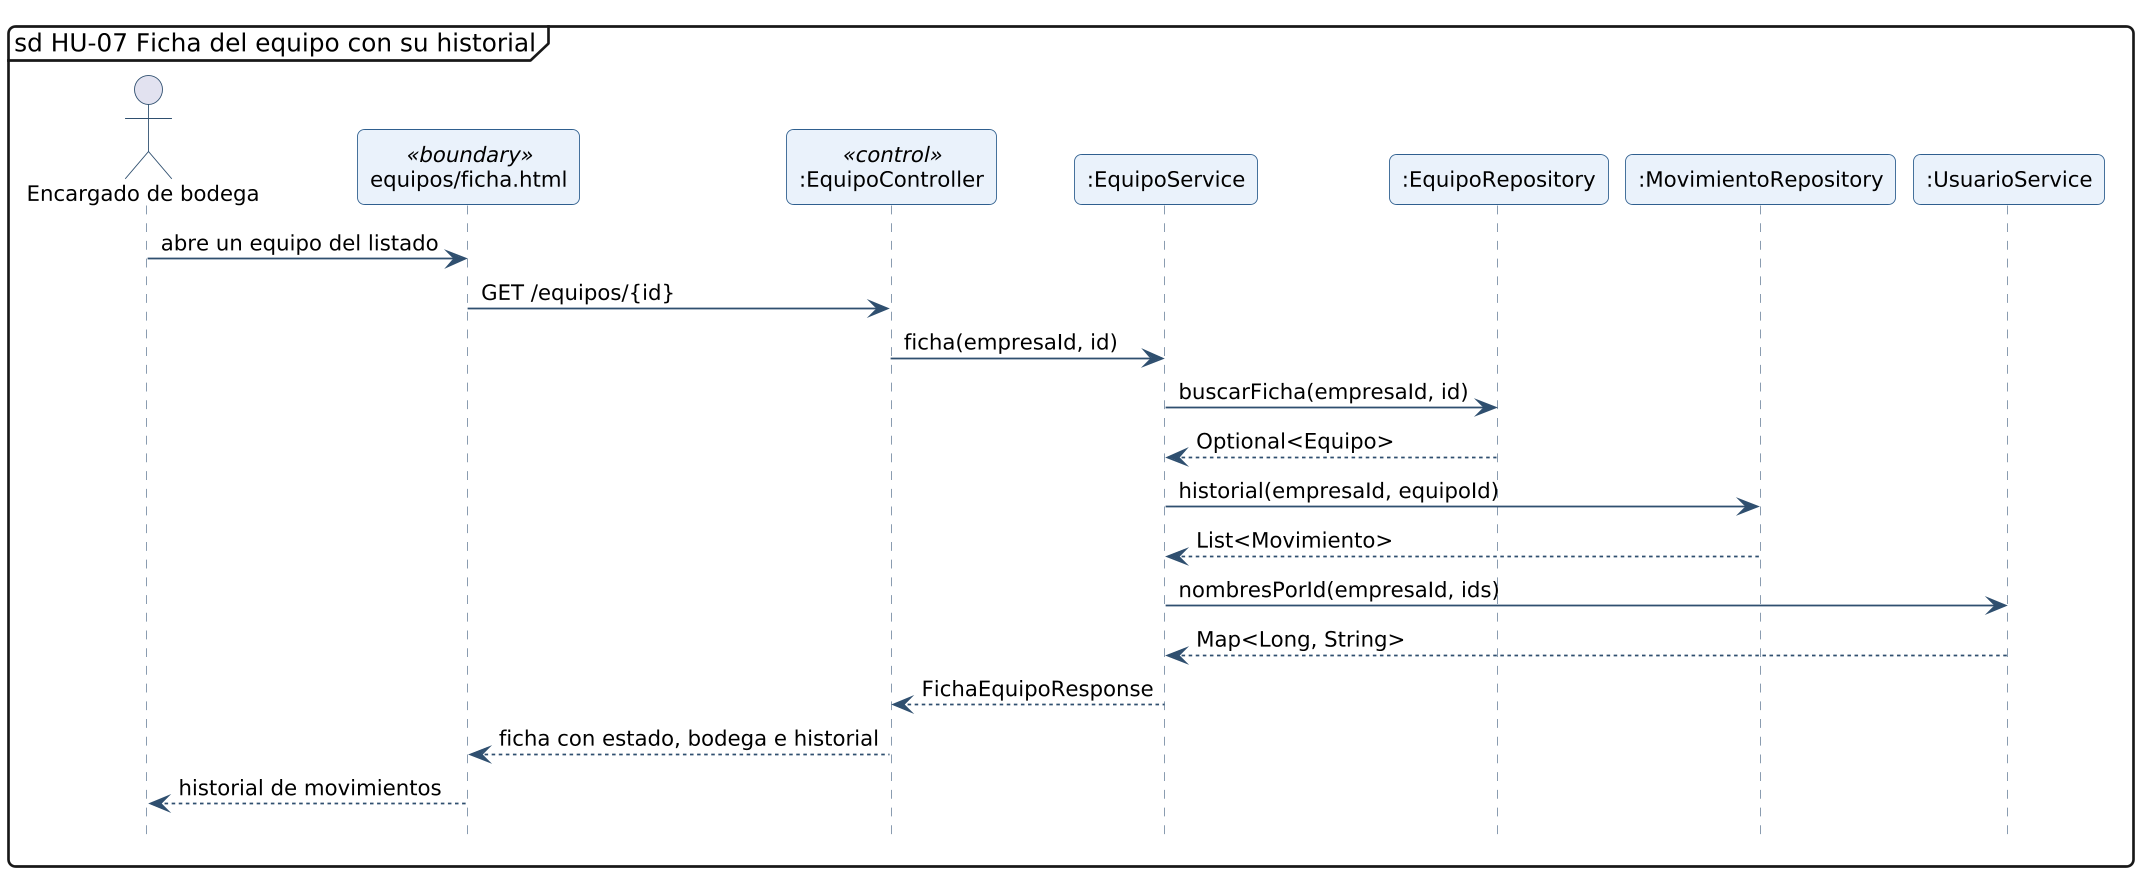 sd HU-07 Ficha del equipo con su historial
Encargado de bodega
«boundary»
equipos/ficha.html
«control»
:EquipoController
:EquipoService
:EquipoRepository
:MovimientoRepository
:UsuarioService
abre un equipo del listado
GET /equipos/{id}
ficha(empresaId, id)
buscarFicha(empresaId, id)
Optional<Equipo>
historial(empresaId, equipoId)
List<Movimiento>
nombresPorId(empresaId, ids)
Map<Long, String>
FichaEquipoResponse
ficha con estado, bodega e historial
historial de movimientos